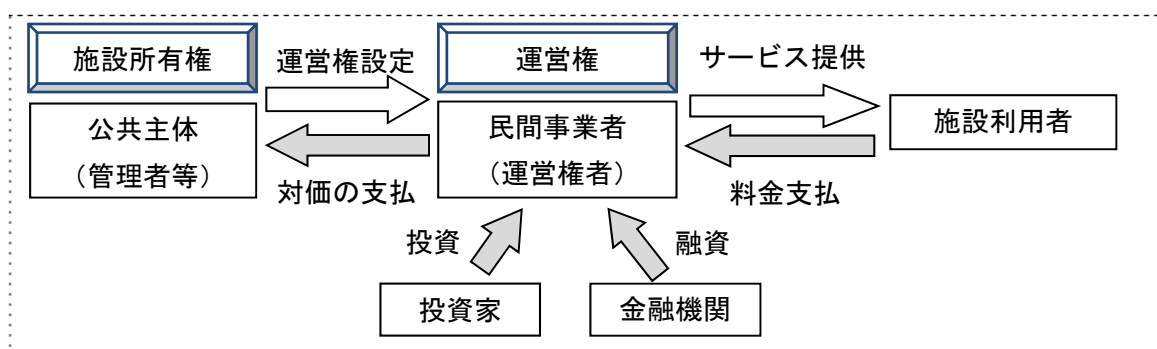 施設所有権
運営権設定
運営権
サービス提供
公共主体
（管理者等）
民間事業者
（運営権者）
施設利用者
対価の支払
料金支払
投資
融資
投資家
金融機関